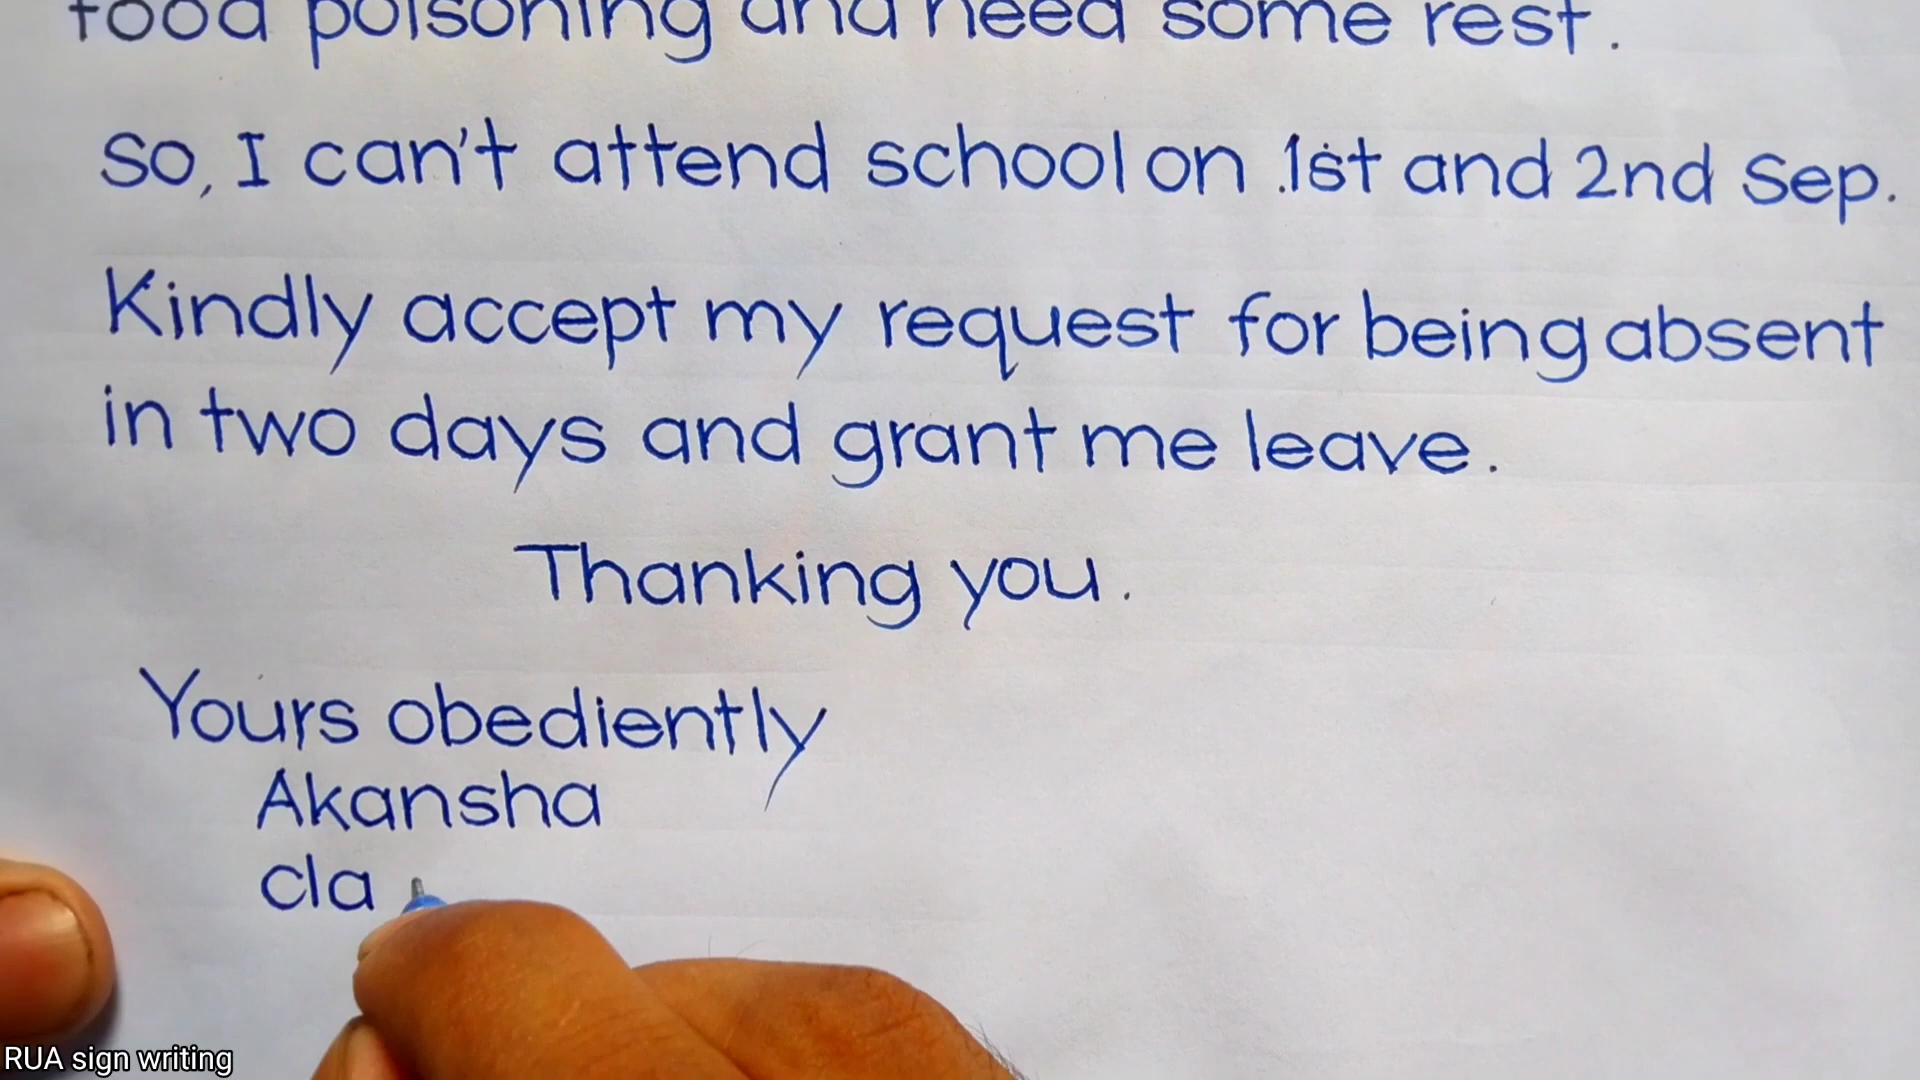 food poisoning and need some rest.
So, I can't attend school on 1st and 2nd Sep.
Kindly accept my request for being absent
in two days and grant me leave.
Thanking you.
Yours obediently
Akansha
cla
RUA sign writing